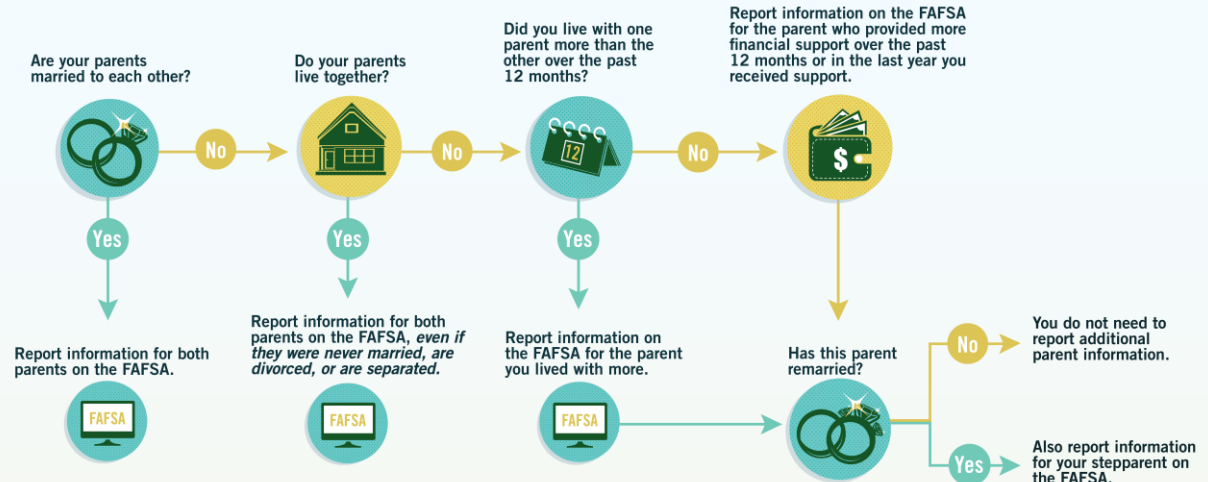 Are your parents
married to each other?
No
Do your parents
live together?
No
Did you live with one
parent more than the
other over the past
12 months?
12
No
Report information on the FAFSA
for the parent who provided more
financial support over the past
12 months or in the last year you
received support.
$
Yes
Report information for both
parents on the FAFSA.
FAFSA
Yes
Report information for both
parents on the FAFSA, even if
they were never married, are
divorced, or are separated.
FAFSA
Yes
Report information on
the FAFSA for the parent
you lived with more.
FAFSA
Has this parent
remarried?
No
You do not need to
report additional
parent information.
Yes
Also report information
for your stepparent on
the FAFSA.